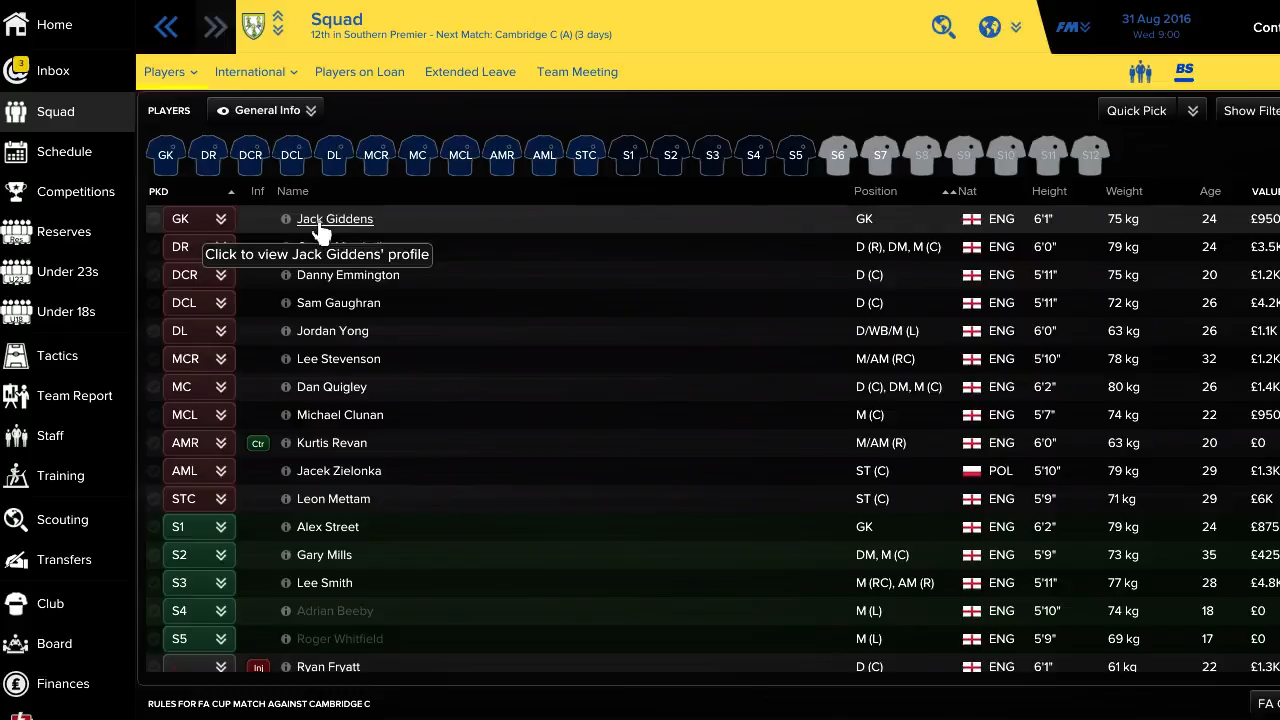 Home
3
Inbox
Squad
Schedule
Competitions
Res
Reserves
U23
Under 23s
U18
Under 18s
Tactics
Team Report
Staff
Training
Scouting
Transfers
Club
Board
Finances
Squad
12th in Southern Premier - Next Match: Cambridge C (A) (3 days)
FM
31 Aug 2016
Wed 9:00
Cont
Players International Players on Loan Extended Leave Team Meeting
BS
PLAYERS General Info Quick Pick Show Filte
GK DR DCR DCL DL MCR MC MCL AMR AML STC S1 S2 S3 S4 S5 S6 S7 S8 S9 S10 S11 S12
PKD Inf Name Position Nat Height Weight Age VALU
GK Jack Giddens GK ENG 6'1" 75 kg 24 £950
DR D (R), DM, M (C) ENG 6'0" 79 kg 24 £3.5K
Click to view Jack Giddens' profile
DCR Danny Emmington D (C) ENG 5'11" 75 kg 20 £1.2K
DCL Sam Gaughran D (C) ENG 5'11" 72 kg 26 £4.2K
DL Jordan Yong D/WB/M (L) ENG 6'0" 63 kg 26 £1.1K
MCR Lee Stevenson M/AM (RC) ENG 5'10" 78 kg 32 £1.2K
MC Dan Quigley D (C), DM, M (C) ENG 6'2" 80 kg 26 £1.4K
MCL Michael Clunan M (C) ENG 5'7" 74 kg 22 £950
AMR Ctr Kurtis Revan M/AM (R) ENG 6'0" 63 kg 20 £0
AML Jacek Zielonka ST (C) POL 5'10" 79 kg 29 £1.3K
STC Leon Mettam ST (C) ENG 5'9" 71 kg 29 £6K
S1 Alex Street GK ENG 6'2" 79 kg 24 £875
S2 Gary Mills DM, M (C) ENG 5'9" 73 kg 35 £425
S3 Lee Smith M (RC), AM (R) ENG 5'11" 77 kg 28 £4.8K
S4 Adrian Beeby M (L) ENG 5'10" 74 kg 18 £0
S5 Roger Whitfield M (L) ENG 5'9" 69 kg 17 £0
Inj Ryan Fryatt D (C) ENG 6'1" 61 kg 22 £1.3K
RULES FOR FA CUP MATCH AGAINST CAMBRIDGE C FA C